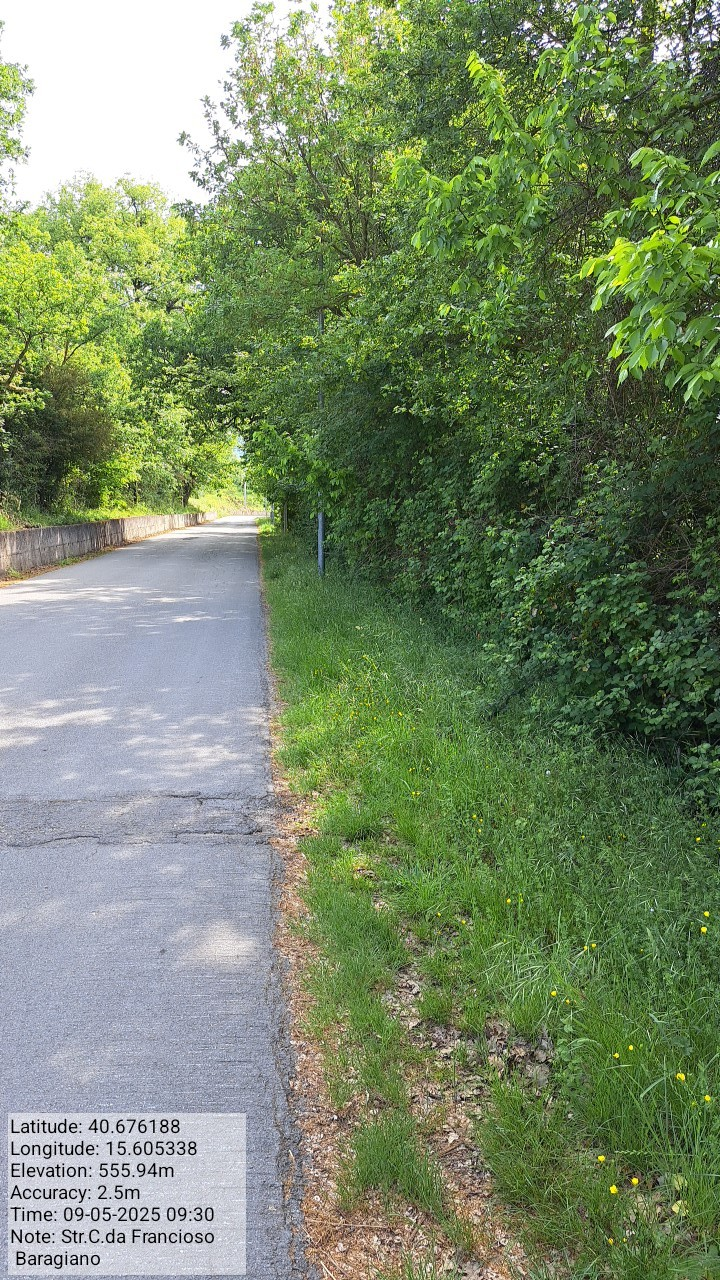 Latitude: 40.676188
Longitude: 15.605338
Elevation: 555.94m
Accuracy: 2.5m
Time: 09-05-2025 09:30
Note: Str.C.da Francioso
Baragiano